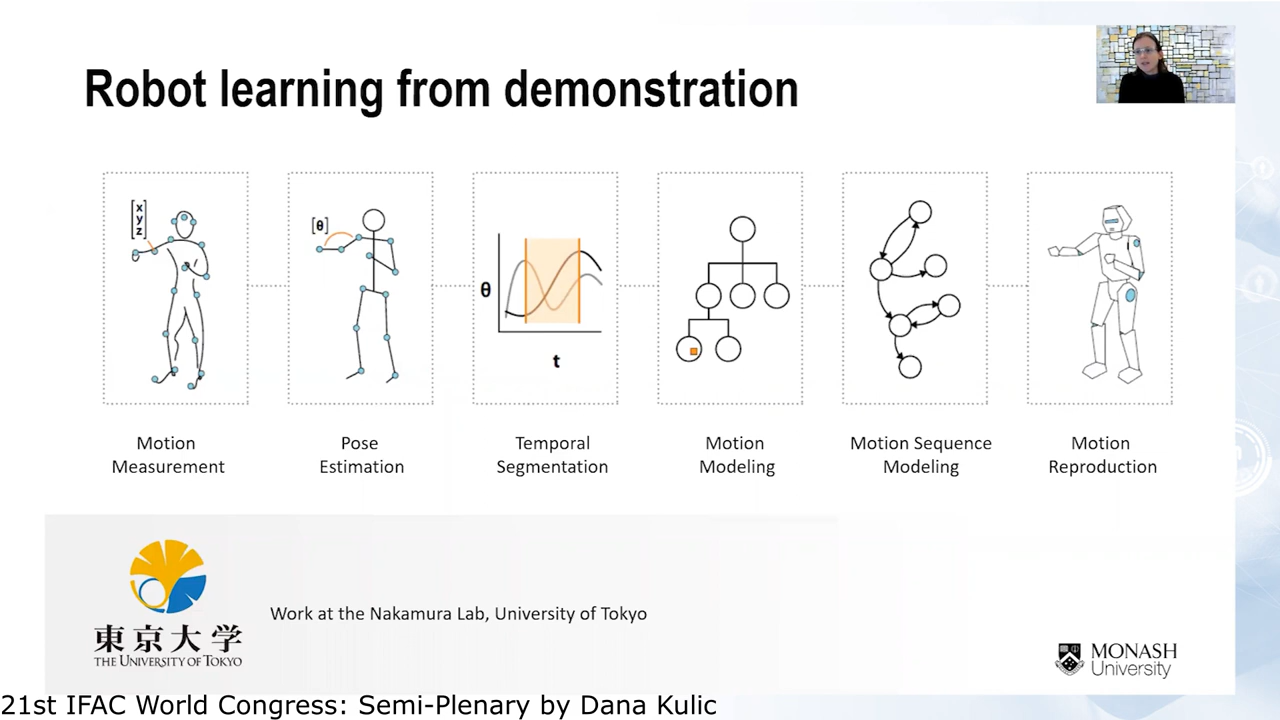 Robot learning from demonstration
x
y
z
[θ]
θ
t
Motion
Measurement
Pose
Estimation
Temporal
Segmentation
Motion
Modeling
Motion Sequence
Modeling
Motion
Reproduction
東京大学
THE UNIVERSITY OF TOKYO
Work at the Nakamura Lab, University of Tokyo
MONASH
University
21st IFAC World Congress: Semi-Plenary by Dana Kulic